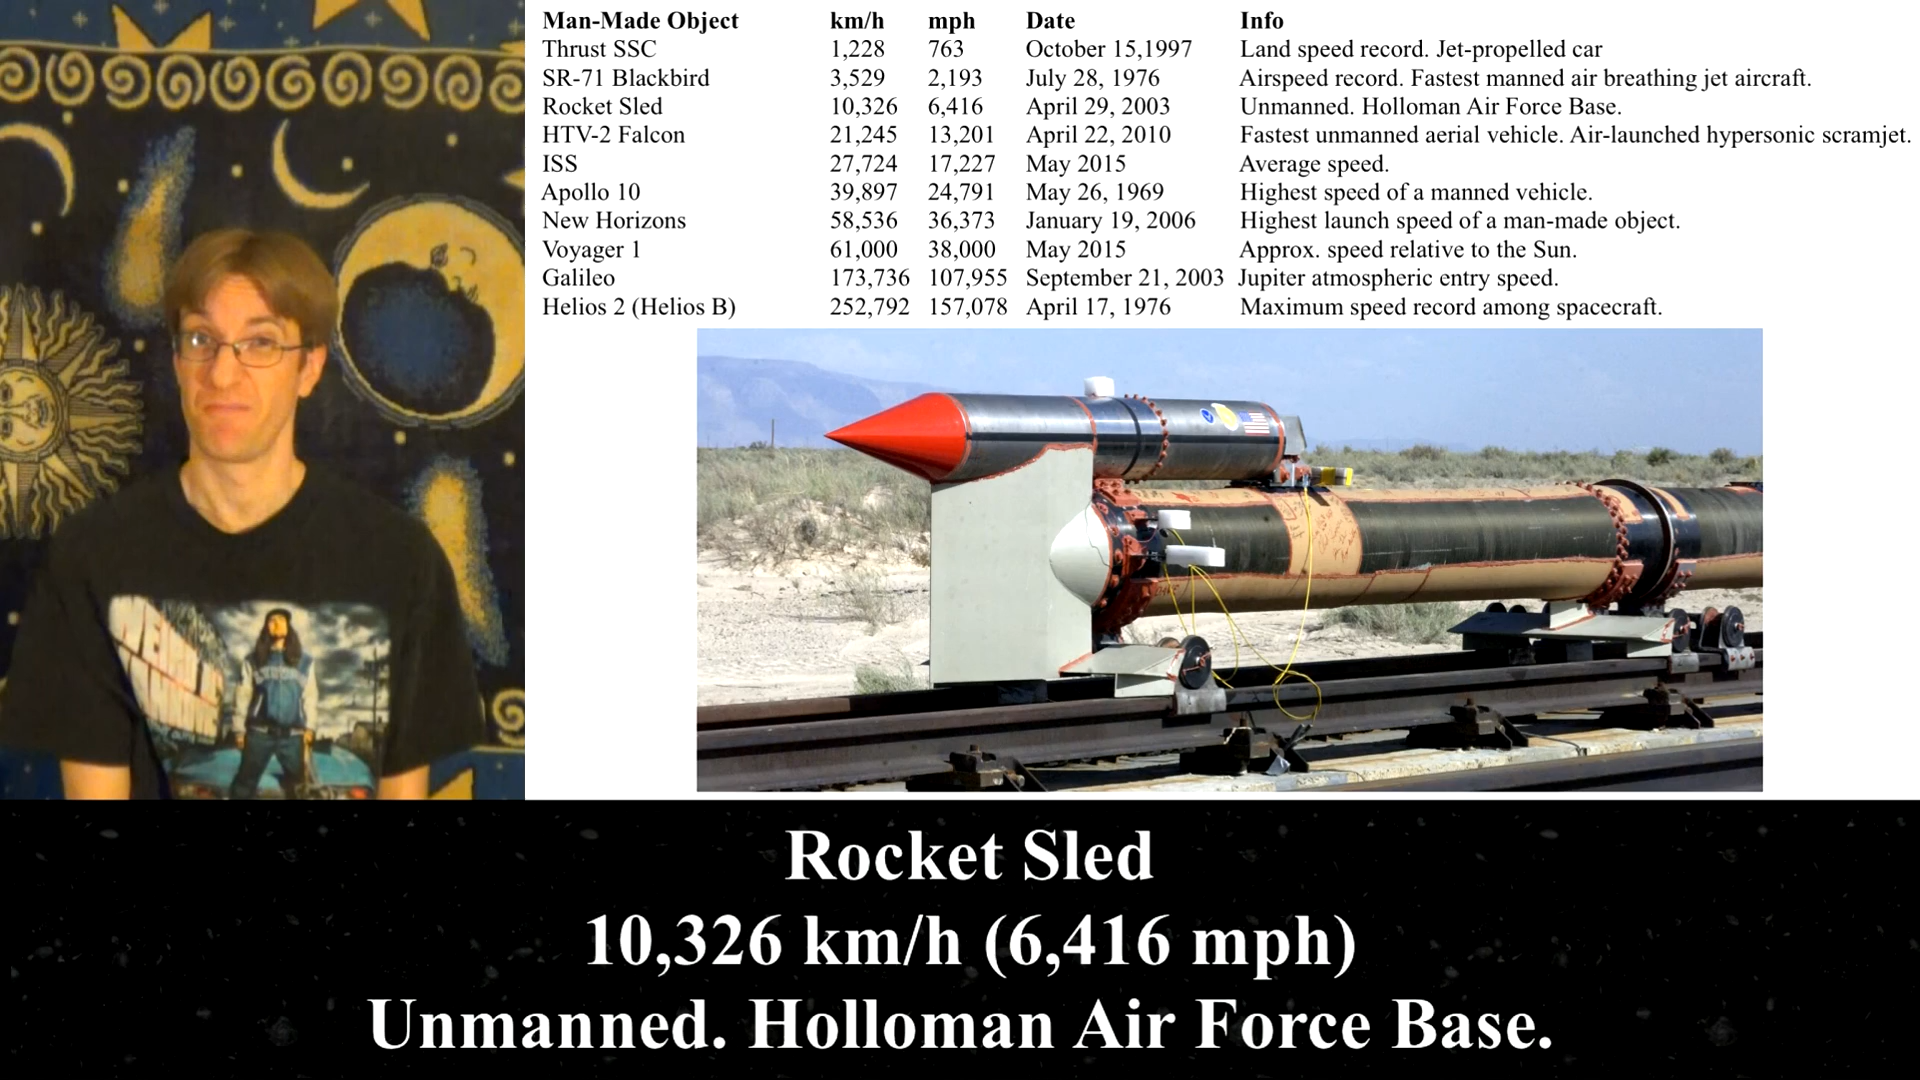 Man-Made Object km/h mph Date Info
Thrust SSC 1,228 763 October 15,1997 Land speed record. Jet-propelled car
SR-71 Blackbird 3,529 2,193 July 28, 1976 Airspeed record. Fastest manned air breathing jet aircraft.
Rocket Sled 10,326 6,416 April 29, 2003 Unmanned. Holloman Air Force Base.
HTV-2 Falcon 21,245 13,201 April 22, 2010 Fastest unmanned aerial vehicle. Air-launched hypersonic scramjet.
ISS 27,724 17,227 May 2015 Average speed.
Apollo 10 39,897 24,791 May 26, 1969 Highest speed of a manned vehicle.
New Horizons 58,536 36,373 January 19, 2006 Highest launch speed of a man-made object.
Voyager 1 61,000 38,000 May 2015 Approx. speed relative to the Sun.
Galileo 173,736 107,955 September 21, 2003 Jupiter atmospheric entry speed.
Helios 2 (Helios B) 252,792 157,078 April 17, 1976 Maximum speed record among spacecraft.
Rocket Sled
10,326 km/h (6,416 mph)
Unmanned. Holloman Air Force Base.